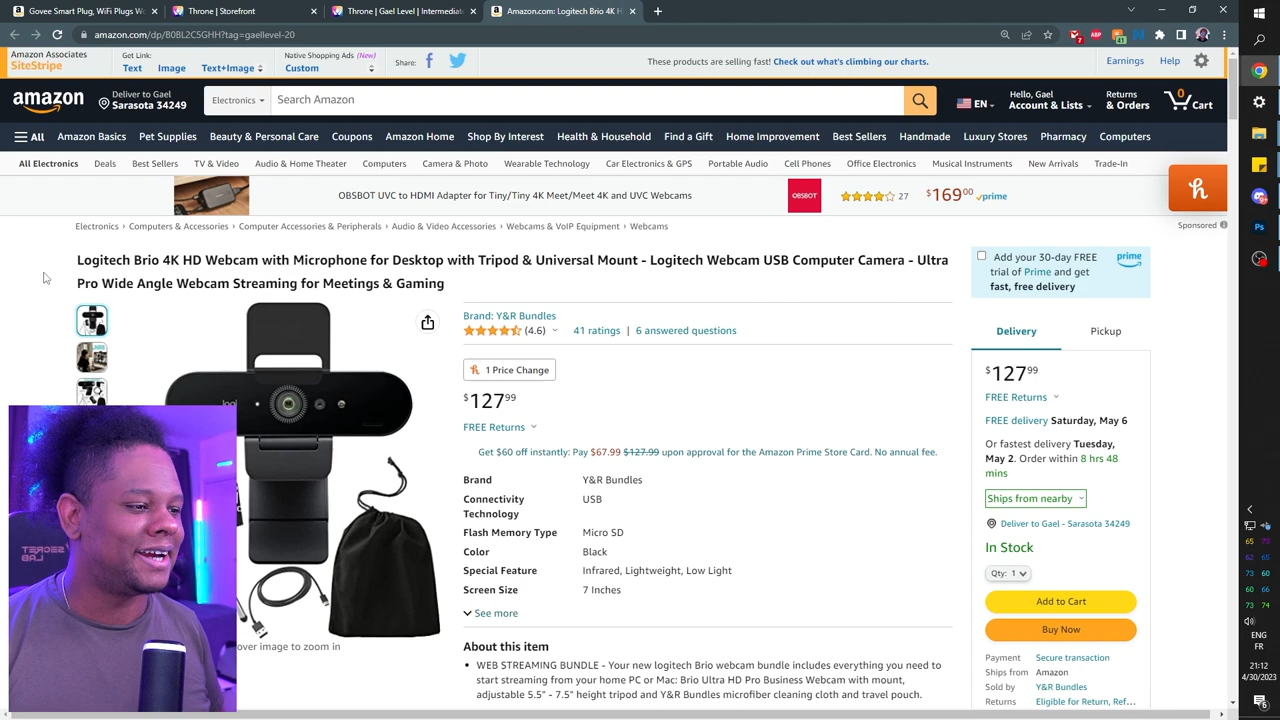 Govee Smart Plug, WiFi Plugs W
Throne | Storefront
Throne | Gael Level | Intermediate
Amazon.com: Logitech Brio 4K H
amazon.com/dp/B0BL2C5GHH?tag=gaellevel-20
Amazon Associates
SiteStripe
Get Link:
Text Image Text+Image
Native Shopping Ads (New)
Custom
Share:
These products are selling fast! Check out what's climbing our charts.
Earnings Help
amazon
Deliver to Gael
Sarasota 34249
Electronics
Search Amazon
EN
Hello, Gael
Account & Lists
Returns
& Orders
0
Cart
All Amazon Basics Pet Supplies Beauty & Personal Care Coupons Amazon Home Shop By Interest Health & Household Find a Gift Home Improvement Best Sellers Handmade Luxury Stores Pharmacy Computers
All Electronics Deals Best Sellers TV & Video Audio & Home Theater Computers Camera & Photo Wearable Technology Car Electronics & GPS Portable Audio Cell Phones Office Electronics Musical Instruments New Arrivals Trade-In
OBSBOT UVC to HDMI Adapter for Tiny/Tiny 4K Meet/Meet 4K and UVC Webcams
OBSBOT
27
$16900 prime
Sponsored
Electronics › Computers & Accessories › Computer Accessories & Peripherals › Audio & Video Accessories › Webcams & VoIP Equipment › Webcams
Logitech Brio 4K HD Webcam with Microphone for Desktop with Tripod & Universal Mount - Logitech Webcam USB Computer Camera - Ultra
Pro Wide Angle Webcam Streaming for Meetings & Gaming
Brand: Y&R Bundles
(4.6) 41 ratings | 6 answered questions
1 Price Change
$12799
FREE Returns
Get $60 off instantly: Pay $67.99 $127.99 upon approval for the Amazon Prime Store Card. No annual fee.
Brand Y&R Bundles
Connectivity USB
Technology
Flash Memory Type Micro SD
Color Black
Special Feature Infrared, Lightweight, Low Light
Screen Size 7 Inches
See more
over image to zoom in
About this item
• WEB STREAMING BUNDLE - Your new logitech Brio webcam bundle includes everything you need to
start streaming from your home PC or Mac: Brio Ultra HD Pro Business Webcam with mount,
adjustable 5.5" - 7.5" height tripod and Y&R Bundles microfiber cleaning cloth and travel pouch.
Add your 30-day FREE
trial of Prime and get
fast, free delivery
prime
Delivery Pickup
$12799
FREE Returns
FREE delivery Saturday, May 6
Or fastest delivery Tuesday,
May 2. Order within 8 hrs 48
mins
Ships from nearby
Deliver to Gael - Sarasota 34249
In Stock
Qty: 1
Add to Cart
Buy Now
Payment Secure transaction
Ships from Amazon
Sold by Y&R Bundles
Returns Eligible for Return, Ref...
SECRET
LAB
65 70
62 65
73 60
60 66
73 74
ENG
FR
21:12
4/30/2023